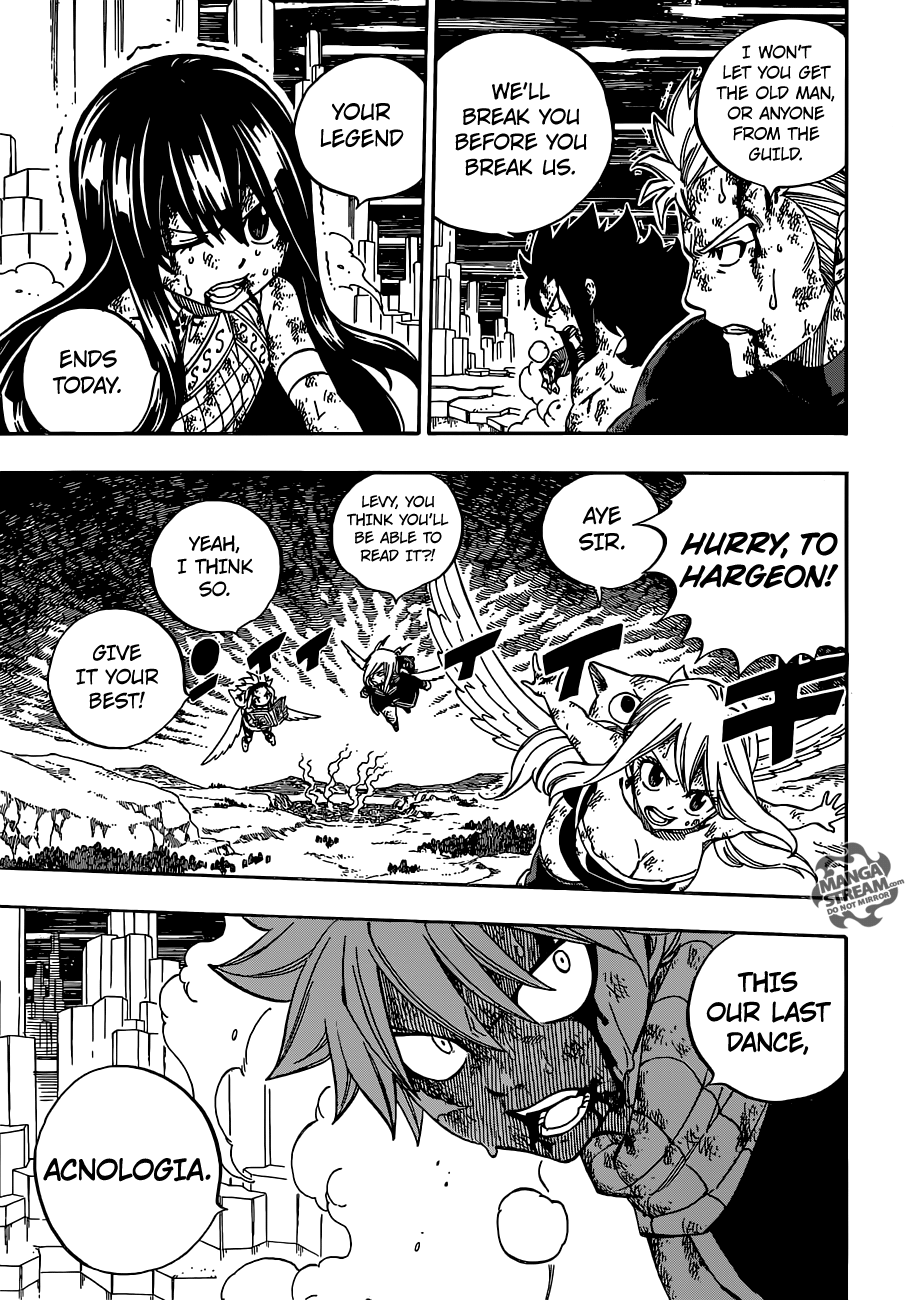 I WON'T
LET YOU GET
THE OLD MAN,
OR ANYONE
FROM THE
GUILD.
WE'LL
BREAK YOU
BEFORE YOU
BREAK US.
YOUR
LEGEND
ENDS
TODAY.
HURRY, TO
HARGEON!
AYE
SIR.
LEVY, YOU
THINK YOU'LL
BE ABLE TO
READ IT?!
YEAH,
I THINK
SO.
GIVE
IT YOUR
BEST!
MANGA
STREAM.com
DO NOT MIRROR
THIS
OUR LAST
DANCE,
ACNOLOGIA.